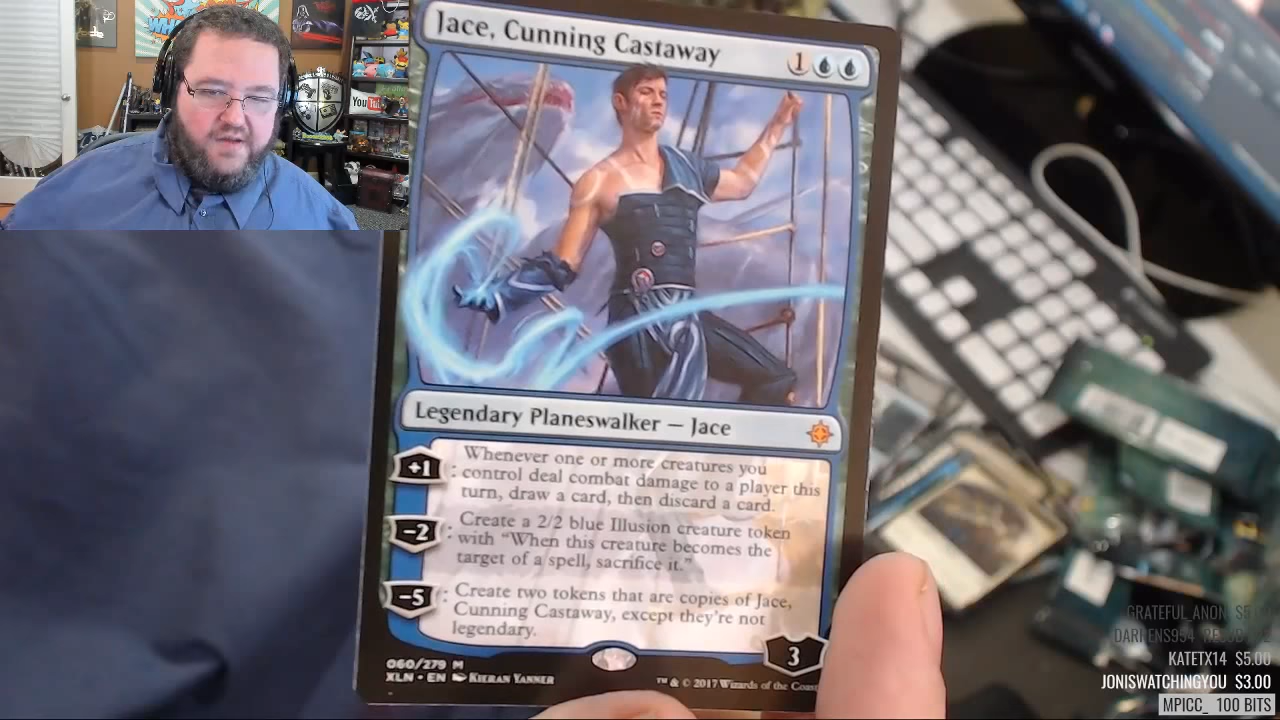 Jace, Cunning Castaway
1
Legendary Planeswalker — Jace
+1 : Whenever one or more creatures you
control deal combat damage to a player this
turn, draw a card, then discard a card.
−2 : Create a 2/2 blue Illusion creature token
with "When this creature becomes the
target of a spell, sacrifice it."
−5 : Create two tokens that are copies of Jace,
Cunning Castaway, except they're not
legendary.
3
060/279 M
XLN • EN KIERAN YANNER
™ & © 2017 Wizards of the Coast
You
GRATEFUL_ANON
KATETX14 $5.00
JONISWATCHINGYOU $3.00
MPICC_ 100 BITS